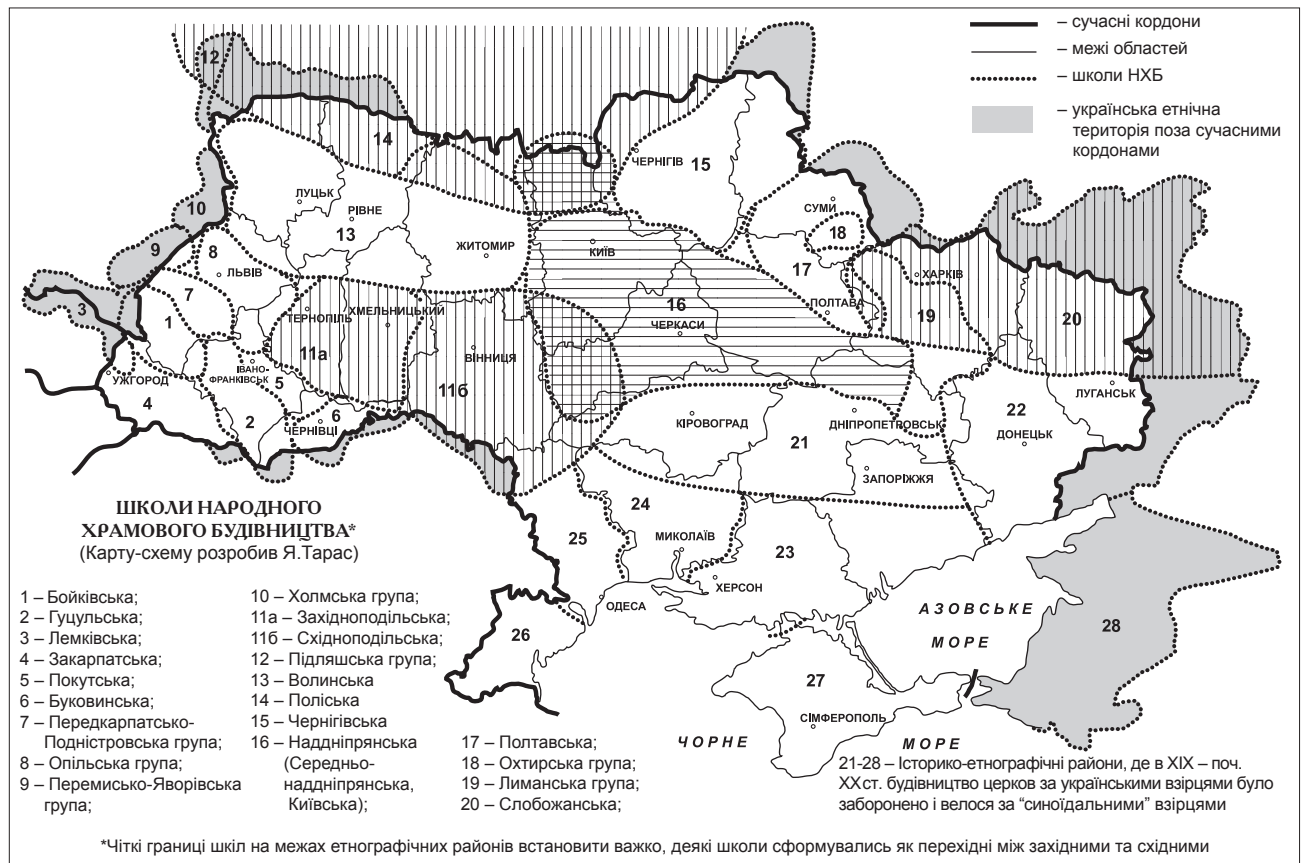 – сучасні кордони
– межі областей
– школи НХБ
– українська етнічна
територія поза сучасними
кордонами
12
14
ЧЕРНІГІВ
15
10
ЛУЦЬК
РІВНЕ
13
СУМИ
18
9
8
ЖИТОМИР
КИЇВ
17
ХАРКІВ
ЛЬВІВ
7
16
ПОЛТАВА
19
20
3
1
ТЕРНОПІЛЬ
ХМЕЛЬНИЦЬКИЙ
ЧЕРКАСИ
11а
ВІННИЦЯ
УЖГОРОД
ІВАНО-
ФРАНКІВСЬК
5
11б
ЛУГАНСЬК
4
2
6
ЧЕРНІВЦІ
КІРОВОГРАД
ДНІПРОПЕТРОВСЬК
22
ДОНЕЦЬК
21
ЗАПОРІЖЖЯ
24
25
МИКОЛАЇВ
23
ХЕРСОН
ОДЕСА
26
АЗОВСЬКЕ
МОРЕ
28
27
СІМФЕРОПОЛЬ
ЧОРНЕ МОРЕ
ШКОЛИ НАРОДНОГО
ХРАМОВОГО БУДІВНИЦТВА*
(Карту-схему розробив Я.Тарас)
1 – Бойківська;
2 – Гуцульська;
3 – Лемківська;
4 – Закарпатська;
5 – Покутська;
6 – Буковинська;
7 – Передкарпатсько-
Подністровська група;
8 – Опільська група;
9 – Перемисько-Яворівська
група;
10 – Холмська група;
11а – Західноподільська;
11б – Східноподільська;
12 – Підляшська група;
13 – Волинська
14 – Поліська
15 – Чернігівська
16 – Наддніпрянська
(Середньо-
наддніпрянська,
Київська);
17 – Полтавська;
18 – Охтирська група;
19 – Лиманська група;
20 – Слобожанська;
21-28 – Історико-етнографічні райони, де в ХІХ – поч.
ХХст. будівництво церков за українськими взірцями було
заборонено і велося за “синоїдальними” взірцями
*Чіткі границі шкіл на межах етнографічних районів встановити важко, деякі школи сформувались як перехідні між західними та східними